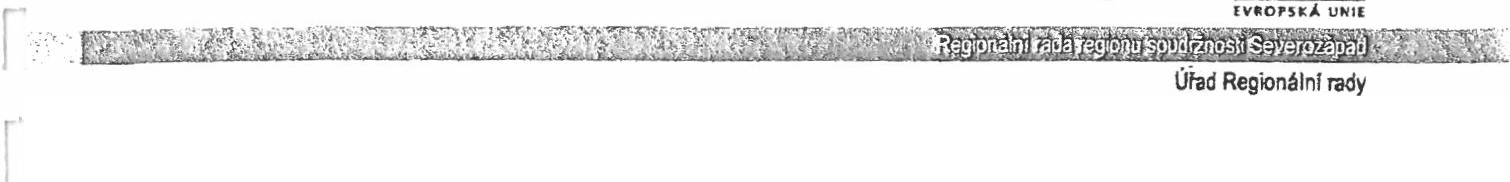 EVROPSKÁ UNIE
Regionální rada regionu soudržnosti Severozápad
Úřad Regionální rady